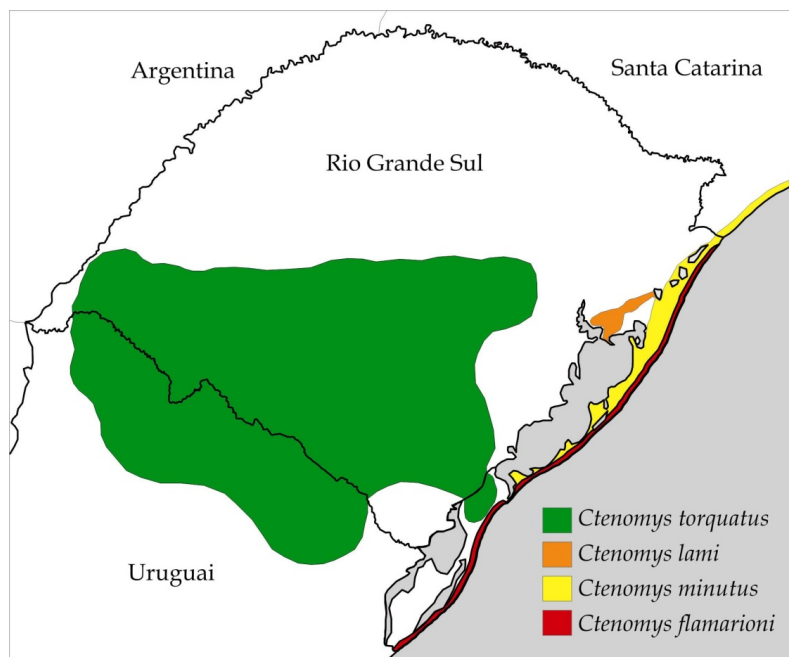 Argentina
Santa Catarina
Rio Grande Sul
Uruguai
Ctenomys torquatus
Ctenomys lami
Ctenomys minutus
Ctenomys flamarioni